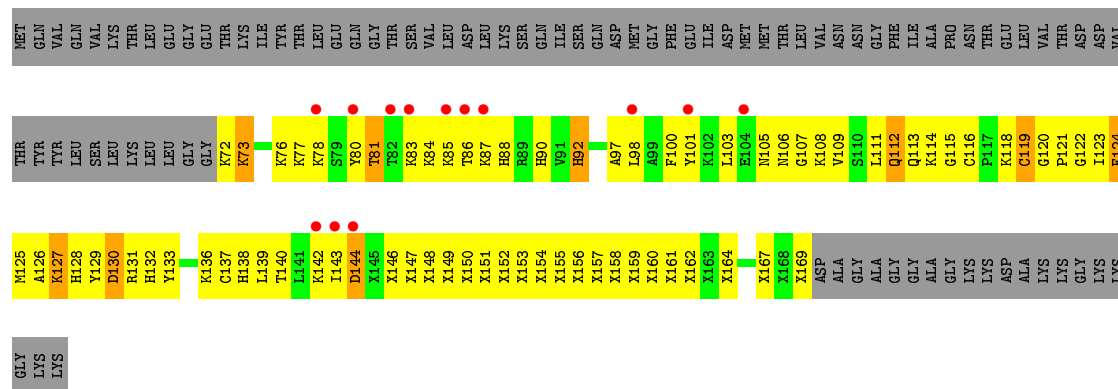 MET GLN VAL GLN VAL LYS THR LEU GLU GLY GLU THR LYS ILE TYR THR LEU GLU GLN GLY THR SER VAL LEU ASP LEU LYS SER GLN ILE SER GLN ASP MET GLY PHE GLU ILE ASP MET MET THR LEU VAL ASN ASN GLY PHE ILE ALA PRO ASN THR GLU LEU VAL THR ASP ASP VAL
THR TYR TYR LEU SER LEU LYS LEU LEU GLY GLY K72 K73 K76 K77 K78 S79 Y80 T81 T82 K83 K84 K85 T86 K87 H88 R89 H90 V91 H92 A97 L98 A99 F100 Y101 K102 L103 E104 N105 N106 G107 K108 V109 S110 L111 Q112 Q113 K114 G115 C116 P117 K118 C119 G120 P121 G122 I123 F124
M125 A126 K127 H128 Y129 D130 R131 H132 Y133 K136 C137 H138 L139 T140 L141 K142 I143 D144 X145 X146 X147 X148 X149 X150 X151 X152 X153 X154 X155 X156 X157 X158 X159 X160 X161 X162 X163 X164 X167 X168 X169 ASP ALA GLY ALA GLY GLY ALA GLY LYS LYS ASP ALA LYS LYS GLY LYS LYS
GLY LYS LYS